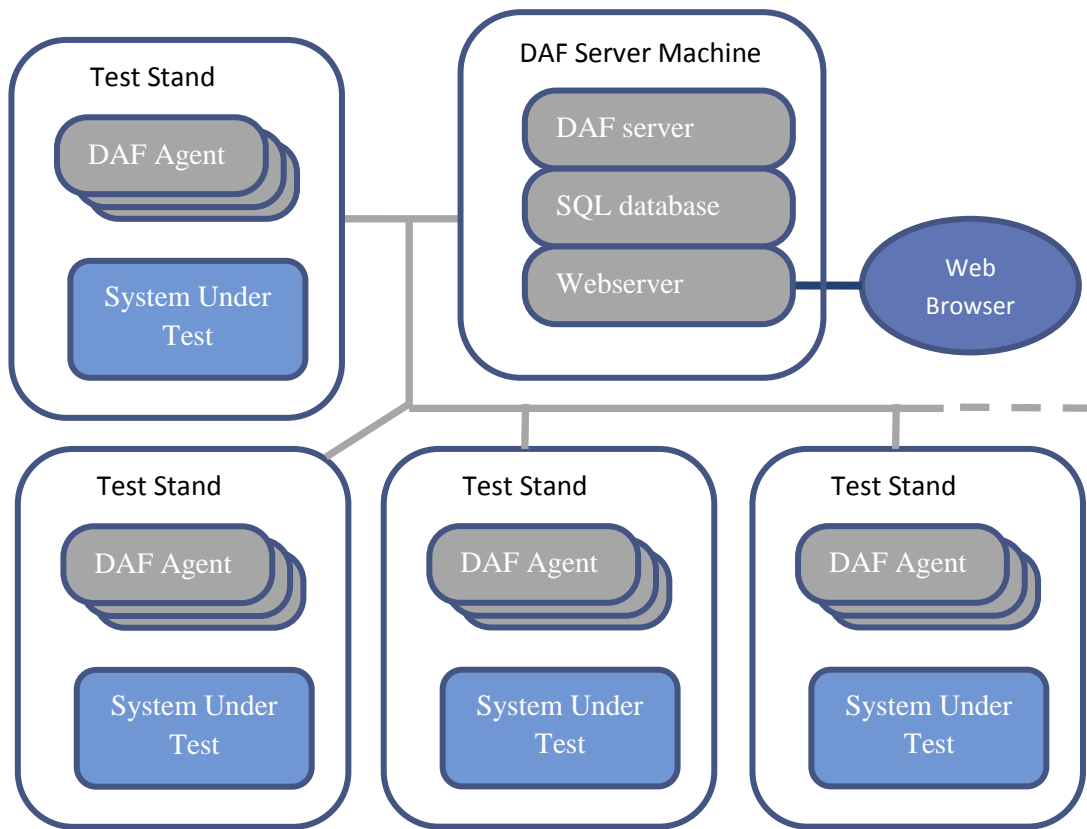 Test Stand
DAF Agent
System Under
Test
DAF Server Machine
DAF server
SQL database
Webserver
Web
Browser
Test Stand
DAF Agent
System Under
Test
Test Stand
DAF Agent
System Under
Test
Test Stand
DAF Agent
System Under
Test